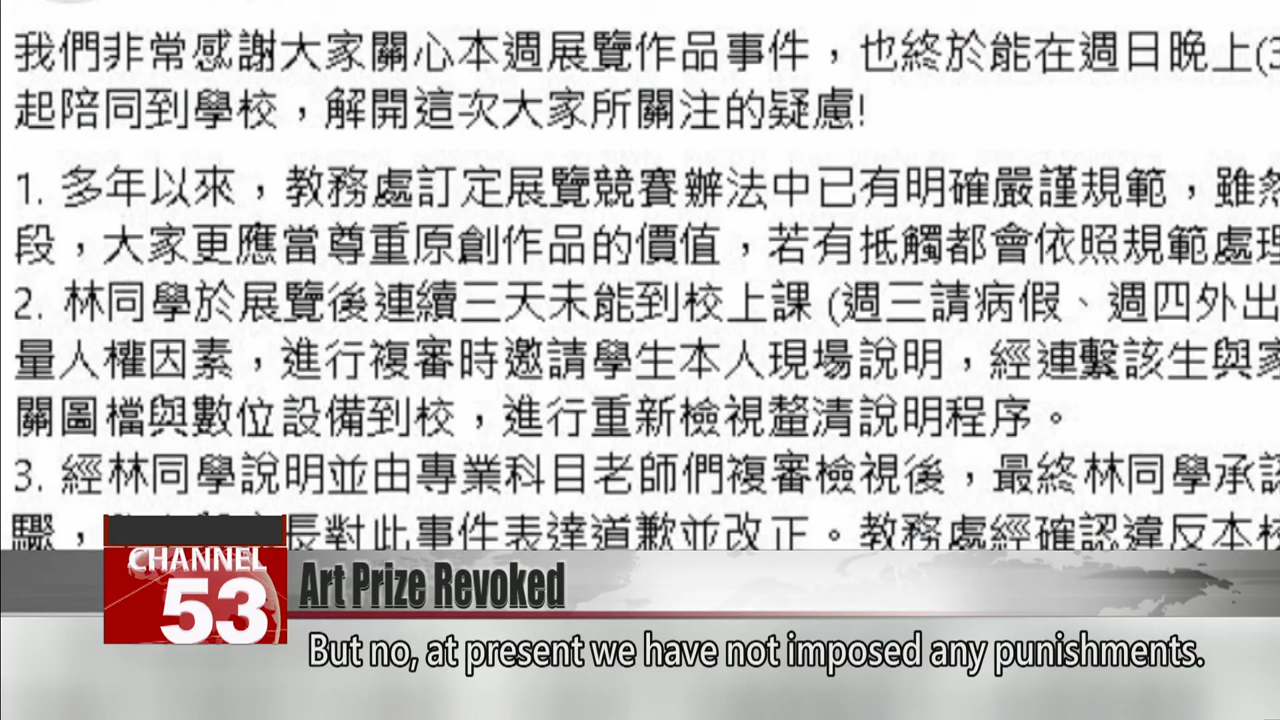 我們非常感謝大家關心本週展覽作品事件，也終於能在週日晚上(3
起陪同到學校，解開這次大家所關注的疑慮!
1. 多年以來，教務處訂定展覽競賽辦法中已有明確嚴謹規範，雖然
段，大家更應當尊重原創作品的價值，若有抵觸都會依照規範處理
2. 林同學於展覽後連續三天未能到校上課 (週三請病假、週四外出
量人權因素，進行複審時邀請學生本人現場說明，經連繫該生與家
關圖檔與數位設備到校，進行重新檢視釐清說明程序。
3. 經林同學說明並由專業科目老師們複審檢視後，最終林同學承認
驟，長對此事件表達道歉並改正。教務處經確認違反本校
CHANNEL
53
Art Prize Revoked
But no, at present we have not imposed any punishments.